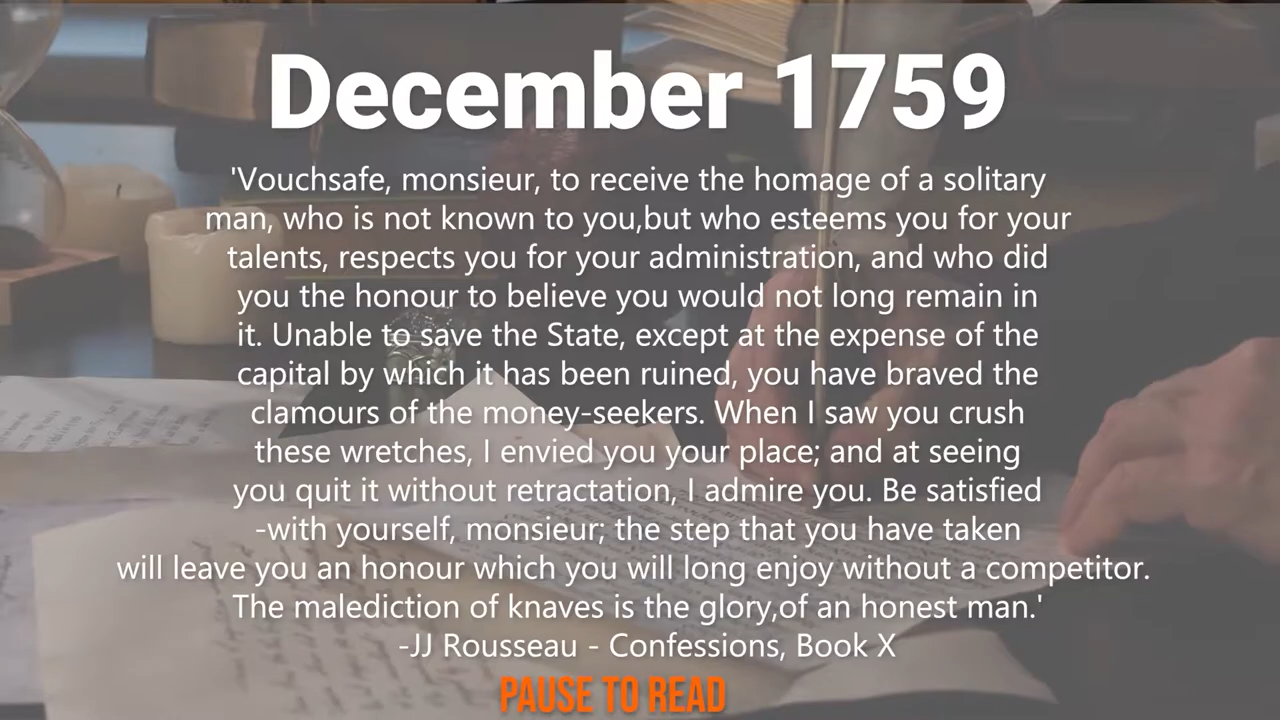 December 1759
'Vouchsafe, monsieur, to receive the homage of a solitary
man, who is not known to you,but who esteems you for your
talents, respects you for your administration, and who did
you the honour to believe you would not long remain in
it. Unable to save the State, except at the expense of the
capital by which it has been ruined, you have braved the
clamours of the money-seekers. When I saw you crush
these wretches, I envied you your place; and at seeing
you quit it without retractation, I admire you. Be satisfied
-with yourself, monsieur; the step that you have taken
will leave you an honour which you will long enjoy without a competitor.
The malediction of knaves is the glory,of an honest man.'
-JJ Rousseau - Confessions, Book X
PAUSE TO READ